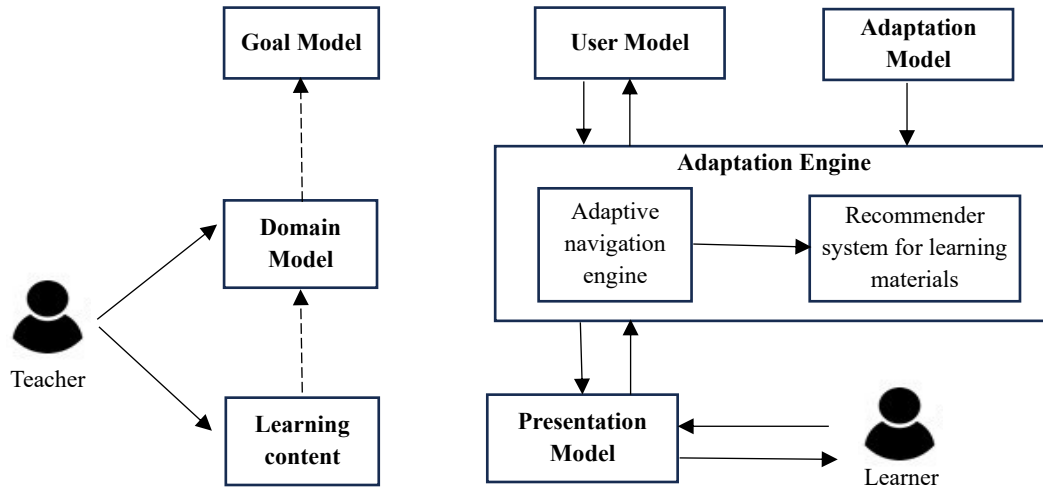 Goal Model
User Model
Adaptation
Model
Adaptation Engine
Domain
Model
Adaptive
navigation
engine
Recommender
system for learning
materials
Teacher
Learning
content
Presentation
Model
Learner